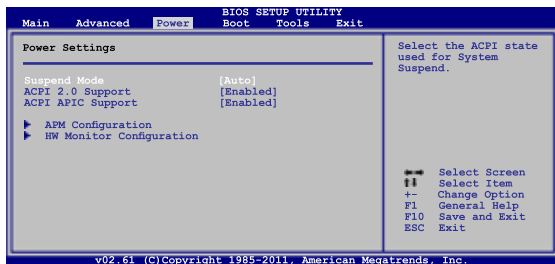 BIOS SETUP UTILITY
Main Advanced Power Boot Tools Exit
Power Settings
Suspend Mode [Auto]
ACPI 2.0 Support [Enabled]
ACPI APIC Support [Enabled]
APM Configuration
HW Monitor Configuration
Select the ACPI state
used for System
Suspend.
Select Screen
Select Item
+- Change Option
F1 General Help
F10 Save and Exit
ESC Exit
v02.61 (C)Copyright 1985-2011, American Megatrends, Inc.